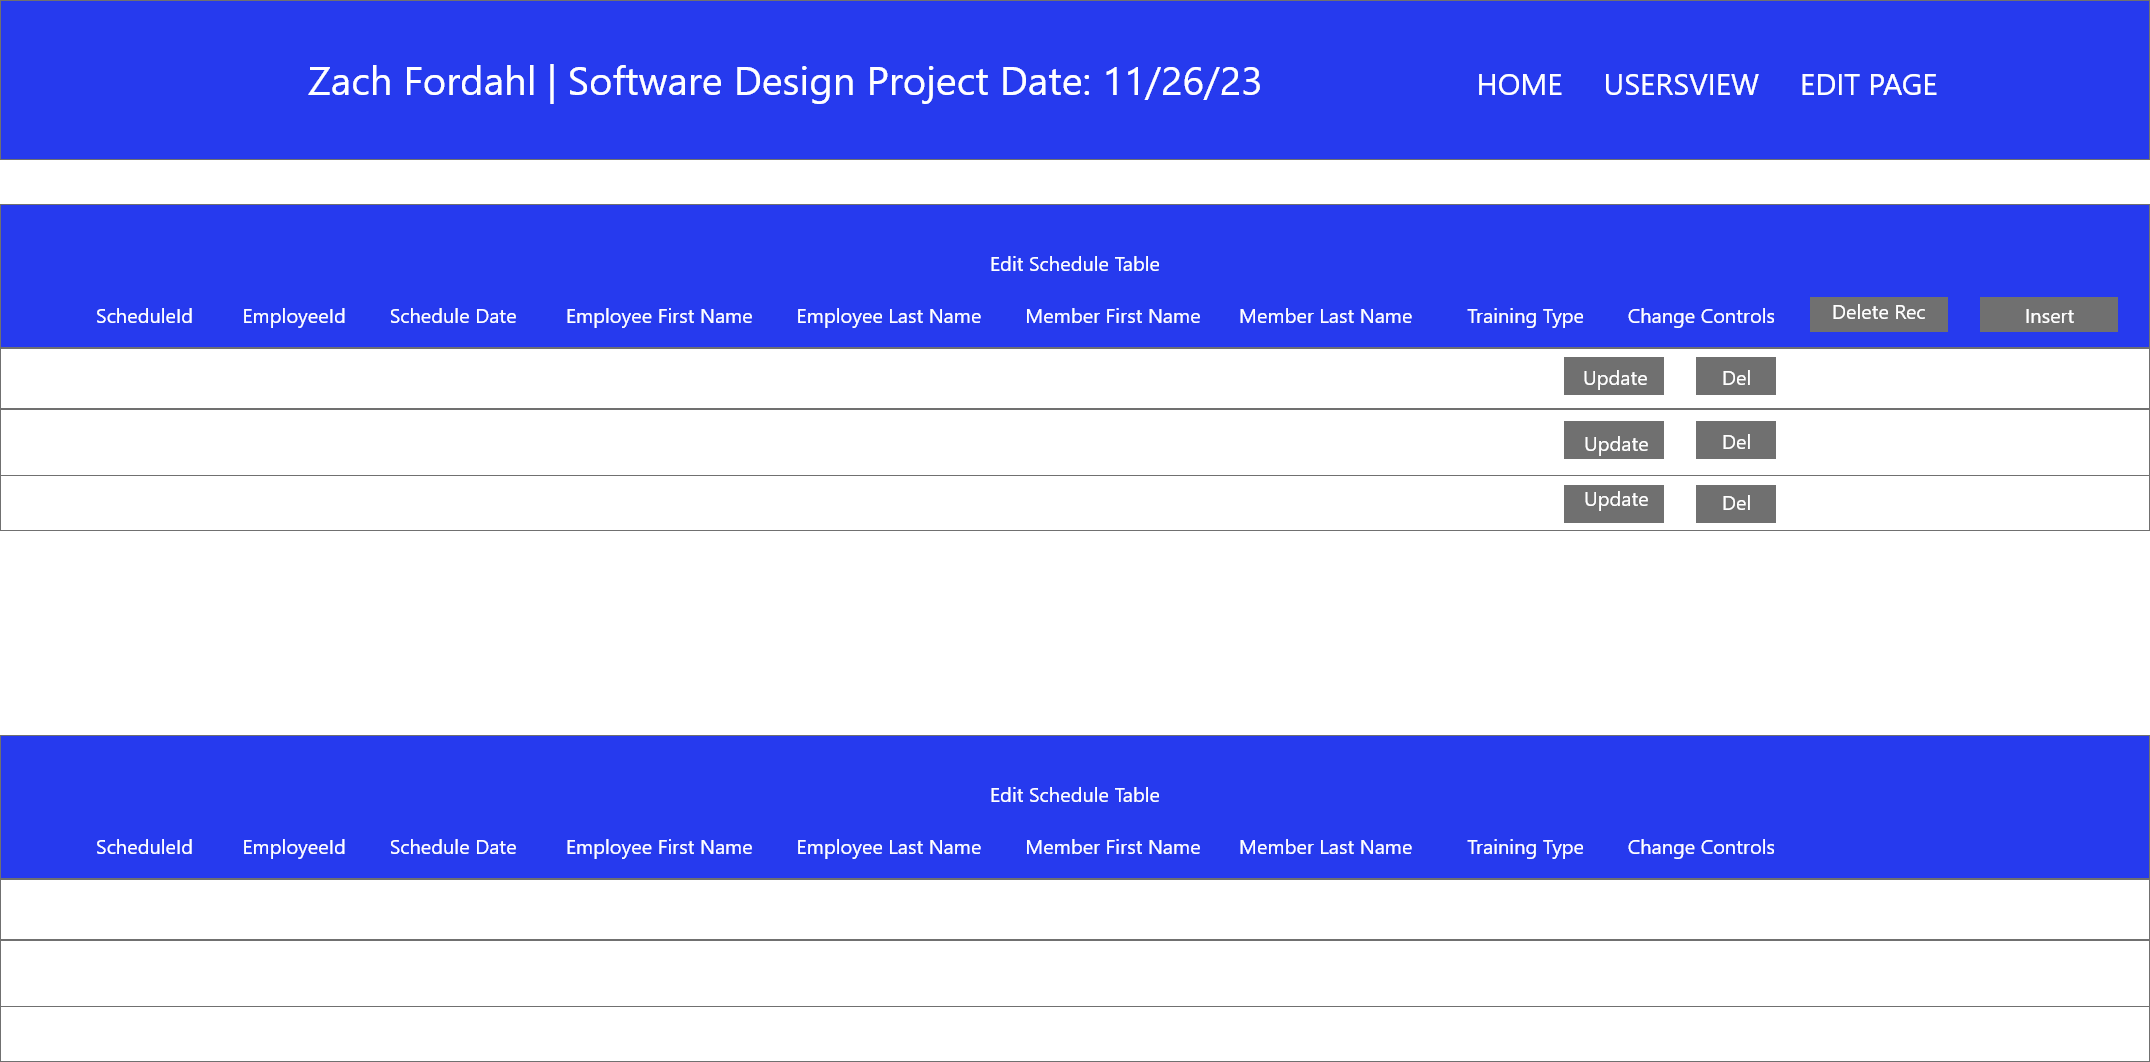 Zach Fordahl | Software Design Project Date: 11/26/23 HOME USERSVIEW EDIT PAGE
Edit Schedule Table
ScheduleId EmployeeId Schedule Date Employee First Name Employee Last Name Member First Name Member Last Name Training Type Change Controls Delete Rec Insert
Update Del
Update Del
Update Del
Edit Schedule Table
ScheduleId EmployeeId Schedule Date Employee First Name Employee Last Name Member First Name Member Last Name Training Type Change Controls